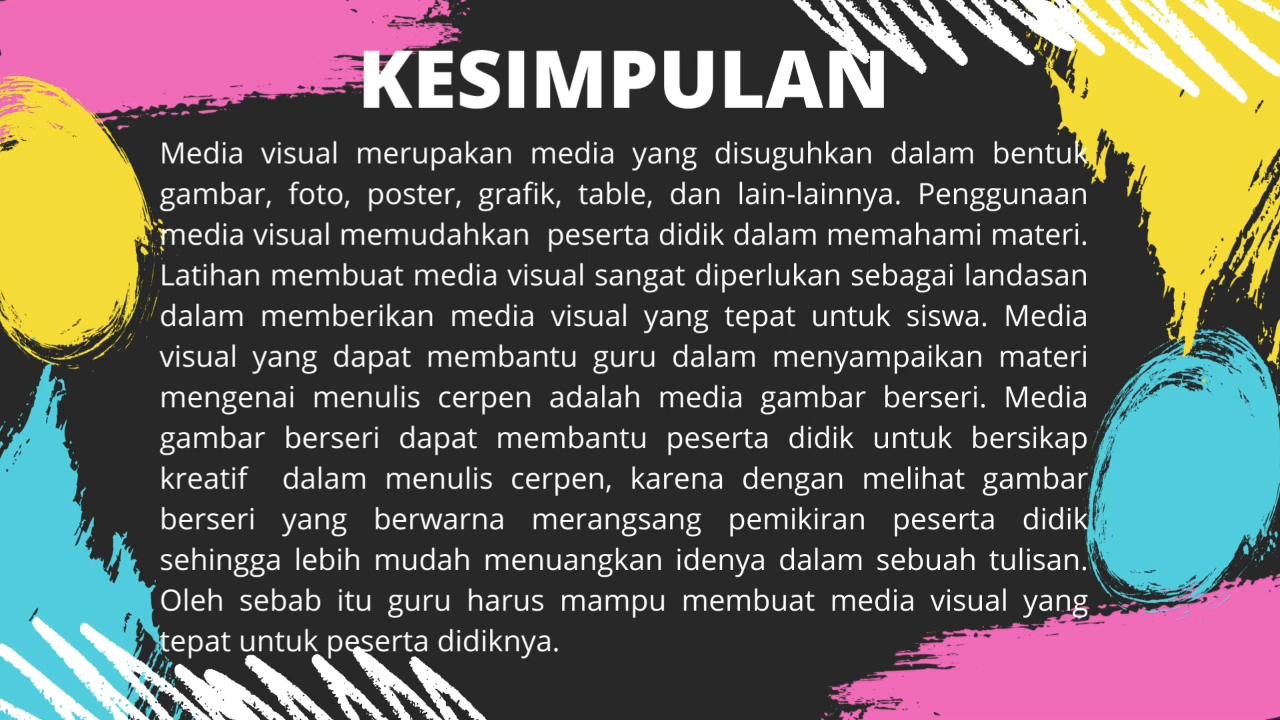 KESIMPULAN
Media visual merupakan media yang disuguhkan dalam bentuk
gambar, foto, poster, grafik, table, dan lain-lainnya. Penggunaan
media visual memudahkan peserta didik dalam memahami materi.
Latihan membuat media visual sangat diperlukan sebagai landasan
dalam memberikan media visual yang tepat untuk siswa. Media
visual yang dapat membantu guru dalam menyampaikan materi
mengenai menulis cerpen adalah media gambar berseri. Media
gambar berseri dapat membantu peserta didik untuk bersikap
kreatif dalam menulis cerpen, karena dengan melihat gambar
berseri yang berwarna merangsang pemikiran peserta didik
sehingga lebih mudah menuangkan idenya dalam sebuah tulisan.
Oleh sebab itu guru harus mampu membuat media visual yang
tepat untuk peserta didiknya.